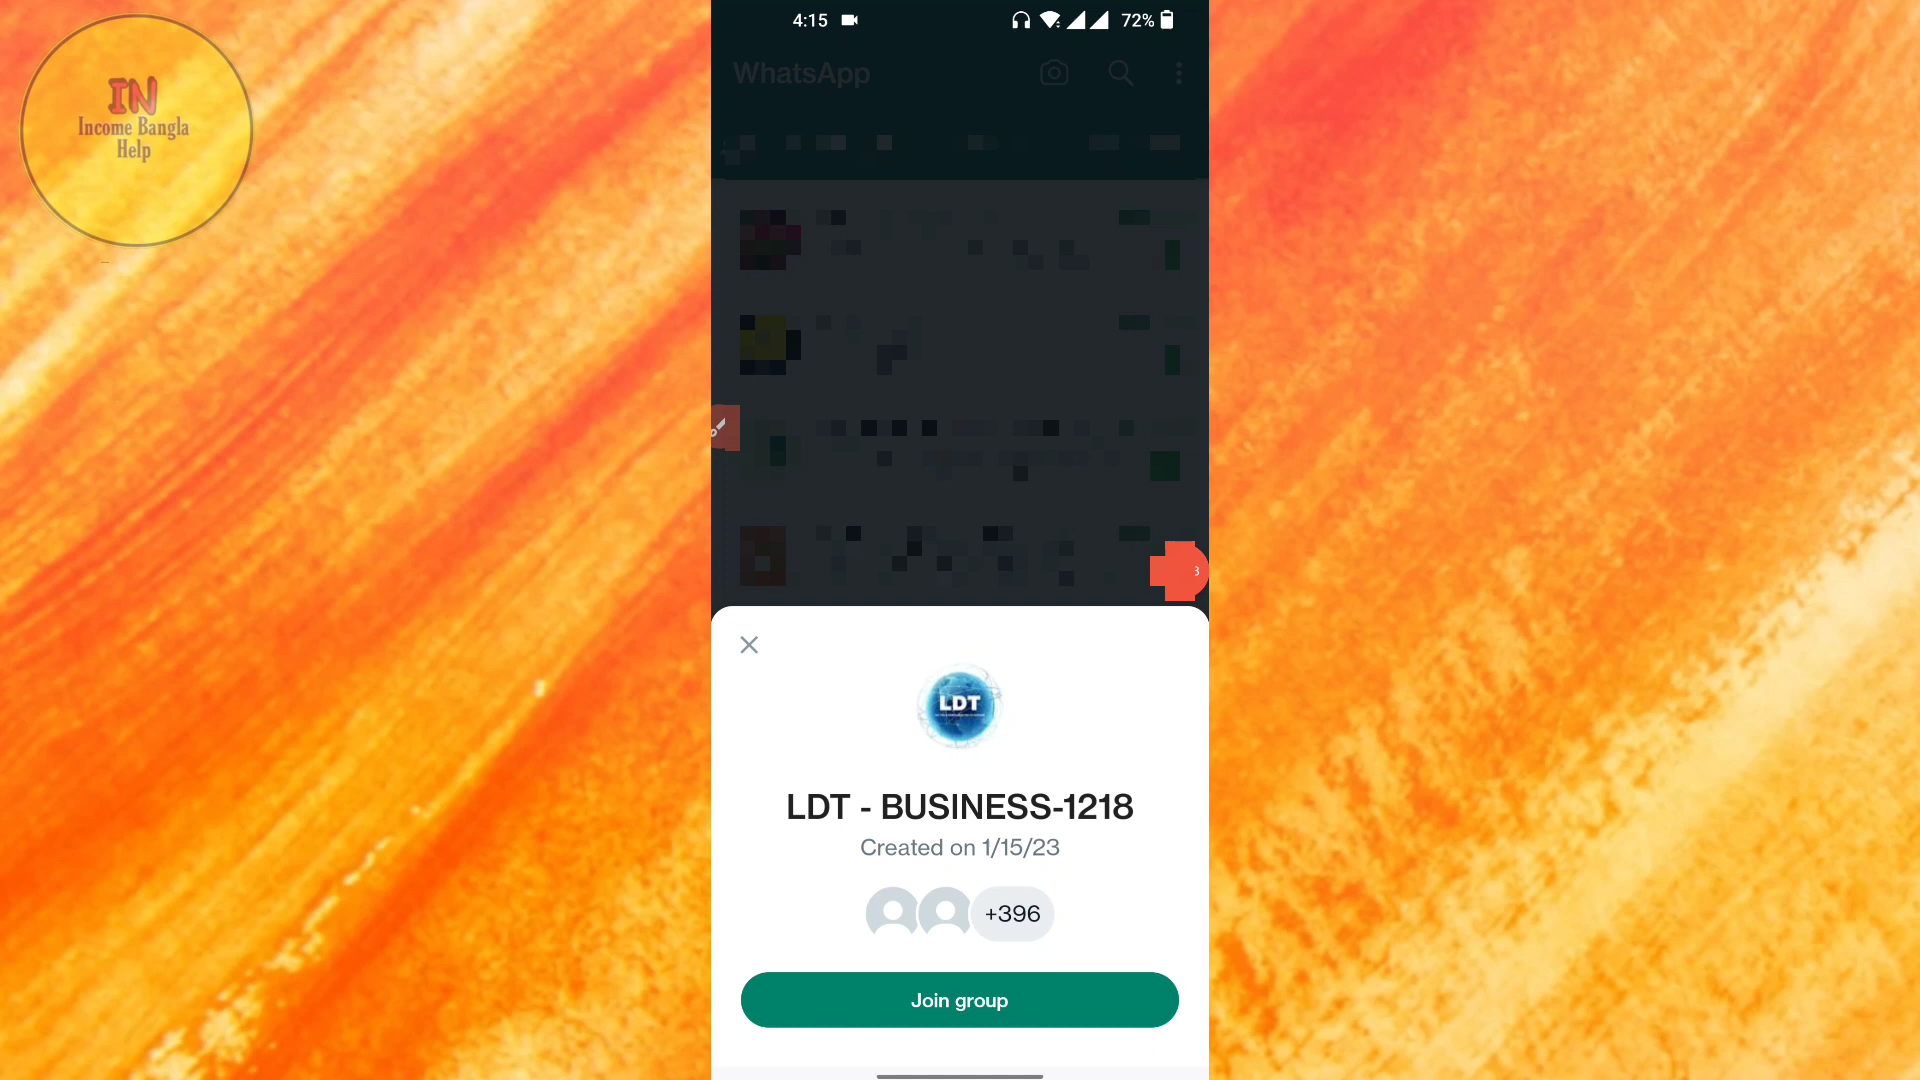 IN
Income Bangla
Help
4:15
72%
WhatsApp
LDT
LDT - BUSINESS-1218
Created on 1/15/23
+396
Join group